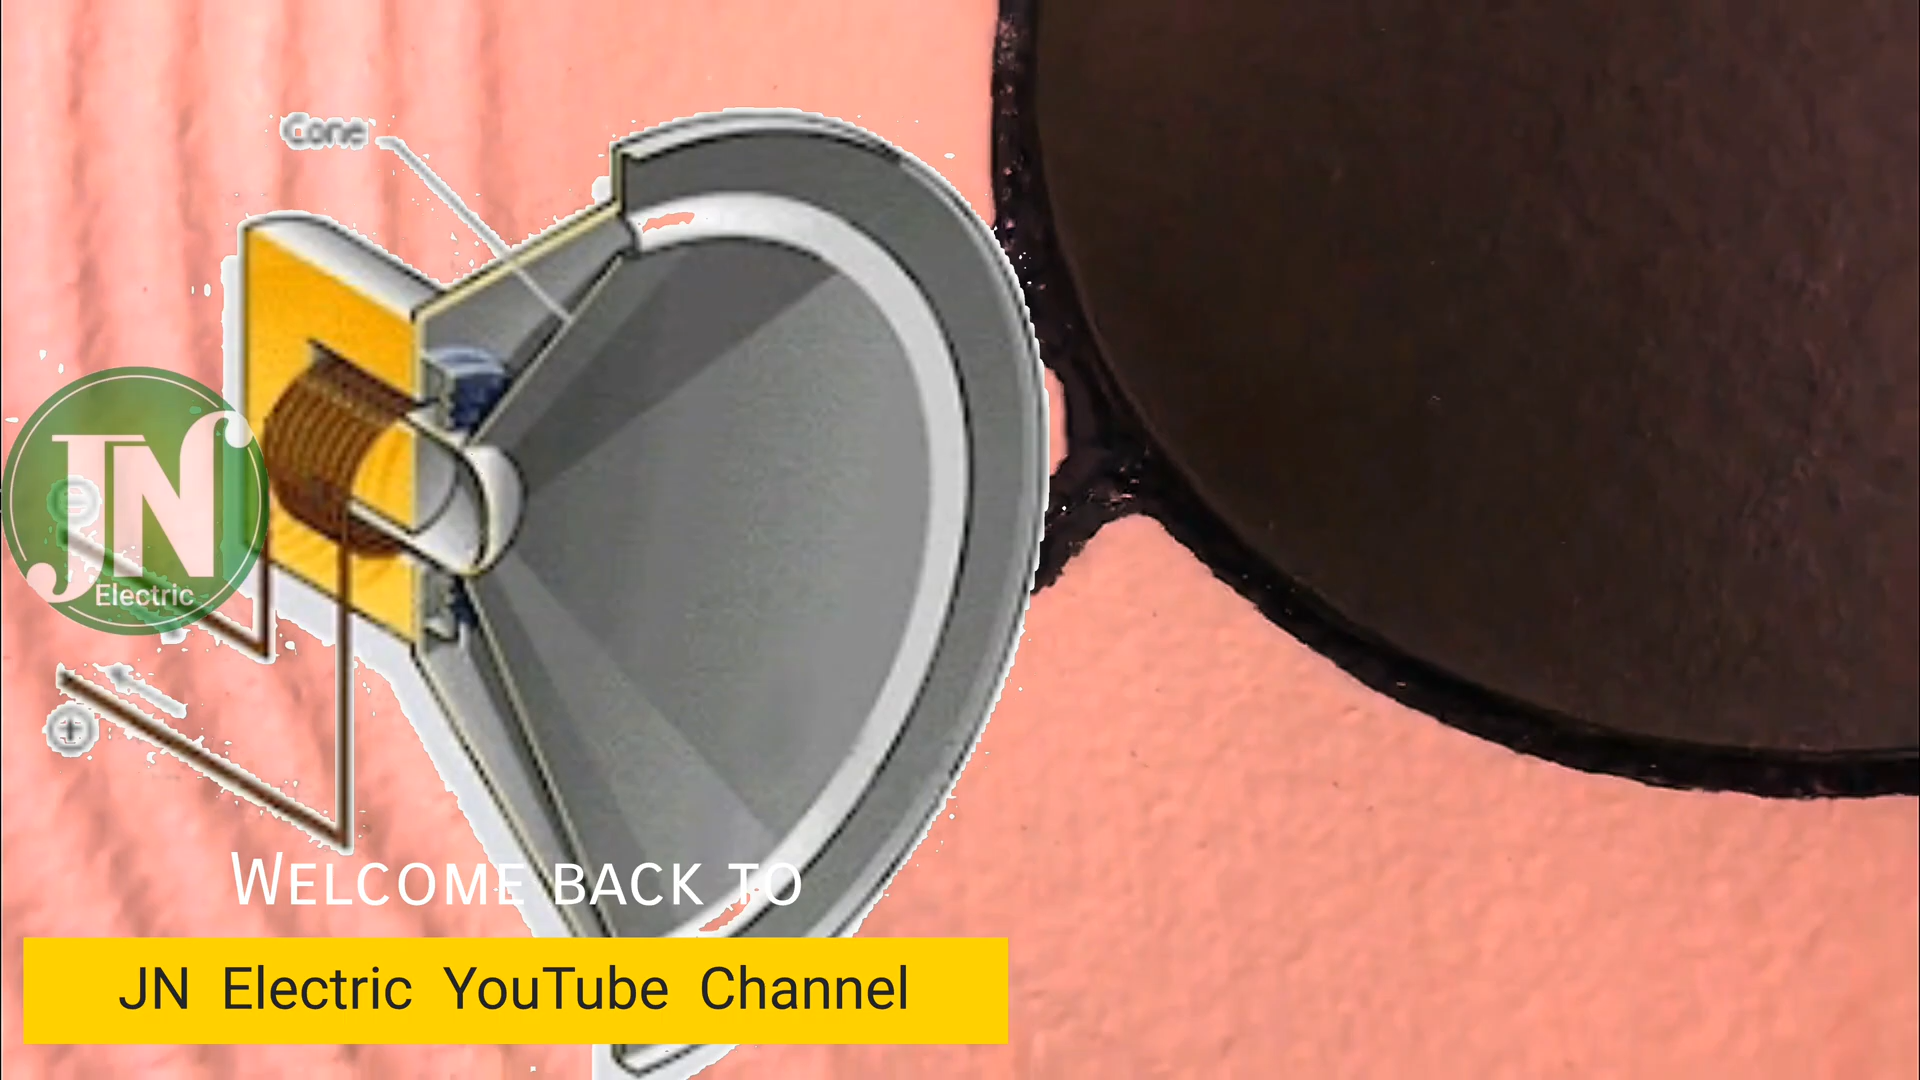 Cone
JN
Electric
−
+
WELCOME BACK TO
JN Electric YouTube Channel